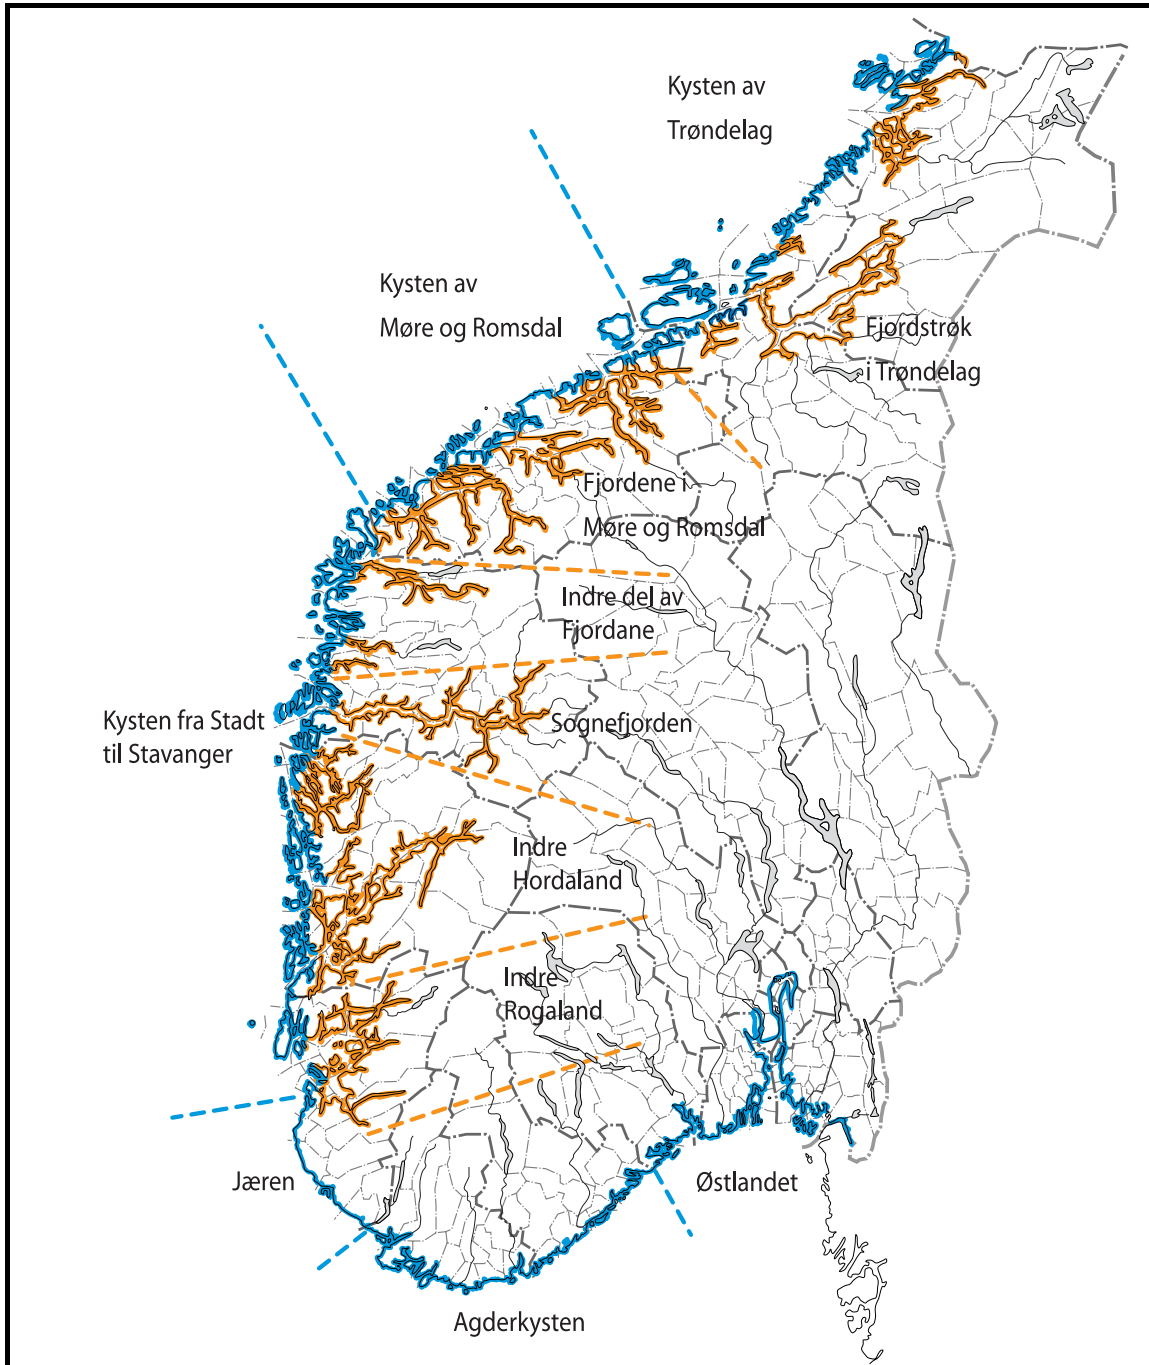 Kysten av
Trøndelag
Kysten av
Møre og Romsdal
Fjordstrøk
i Trøndelag
Fjordene i
Møre og Romsdal
Indre del av
Fjordane
Kysten fra Stadt
til Stavanger
Sognefjorden
Indre
Hordaland
Indre
Rogaland
Jæren
Østlandet
Agderkysten